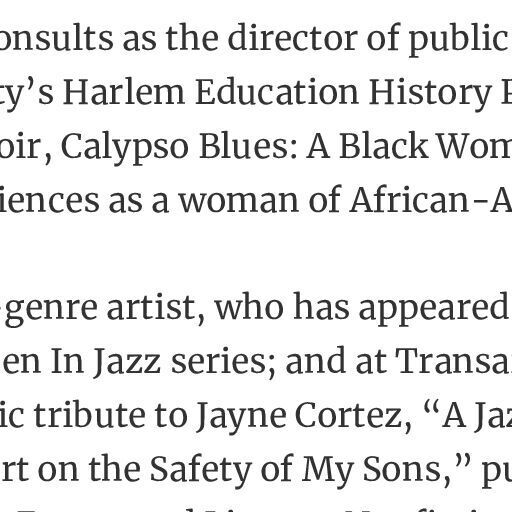 onsults as the director of public
ty’s Harlem Education History P
oir, Calypso Blues: A Black Wom
iences as a woman of African-A
-genre artist, who has appeared
en In Jazz series; and at Transa
ic tribute to Jayne Cortez, “A Jaz
rt on the Safety of My Sons,” pu